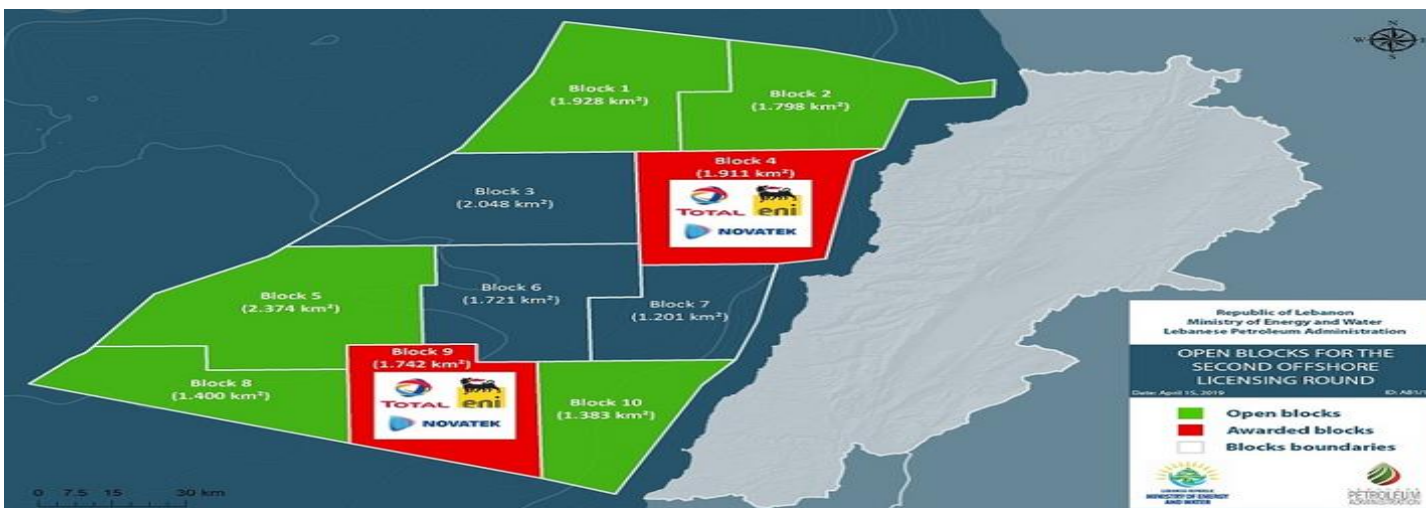 N
W
S
Block 1
(1.928 km²)
Block 2
(1.798 km²)
Block 4
(1.911 km²)
TOTAL eni
NOVATEK
Block 3
(2.048 km²)
Block 5
(2.374 km²)
Block 6
(1.721 km²)
Block 7
(1.201 km²)
Block 9
(1.742 km²)
TOTAL eni
NOVATEK
Block 8
(1.400 km²)
Block 10
(1.383 km²)
0 7.5 15 30 km
Republic of Lebanon
Ministry of Energy and Water
Lebanese Petroleum Administration
OPEN BLOCKS FOR THE
SECOND OFFSHORE
LICENSING ROUND
Date: April 15, 2019
Open blocks
Awarded blocks
Blocks boundaries
LEBANESE REPUBLIC
MINISTRY OF ENERGY
AND WATER
PETROLEUM
ADMINISTRATION